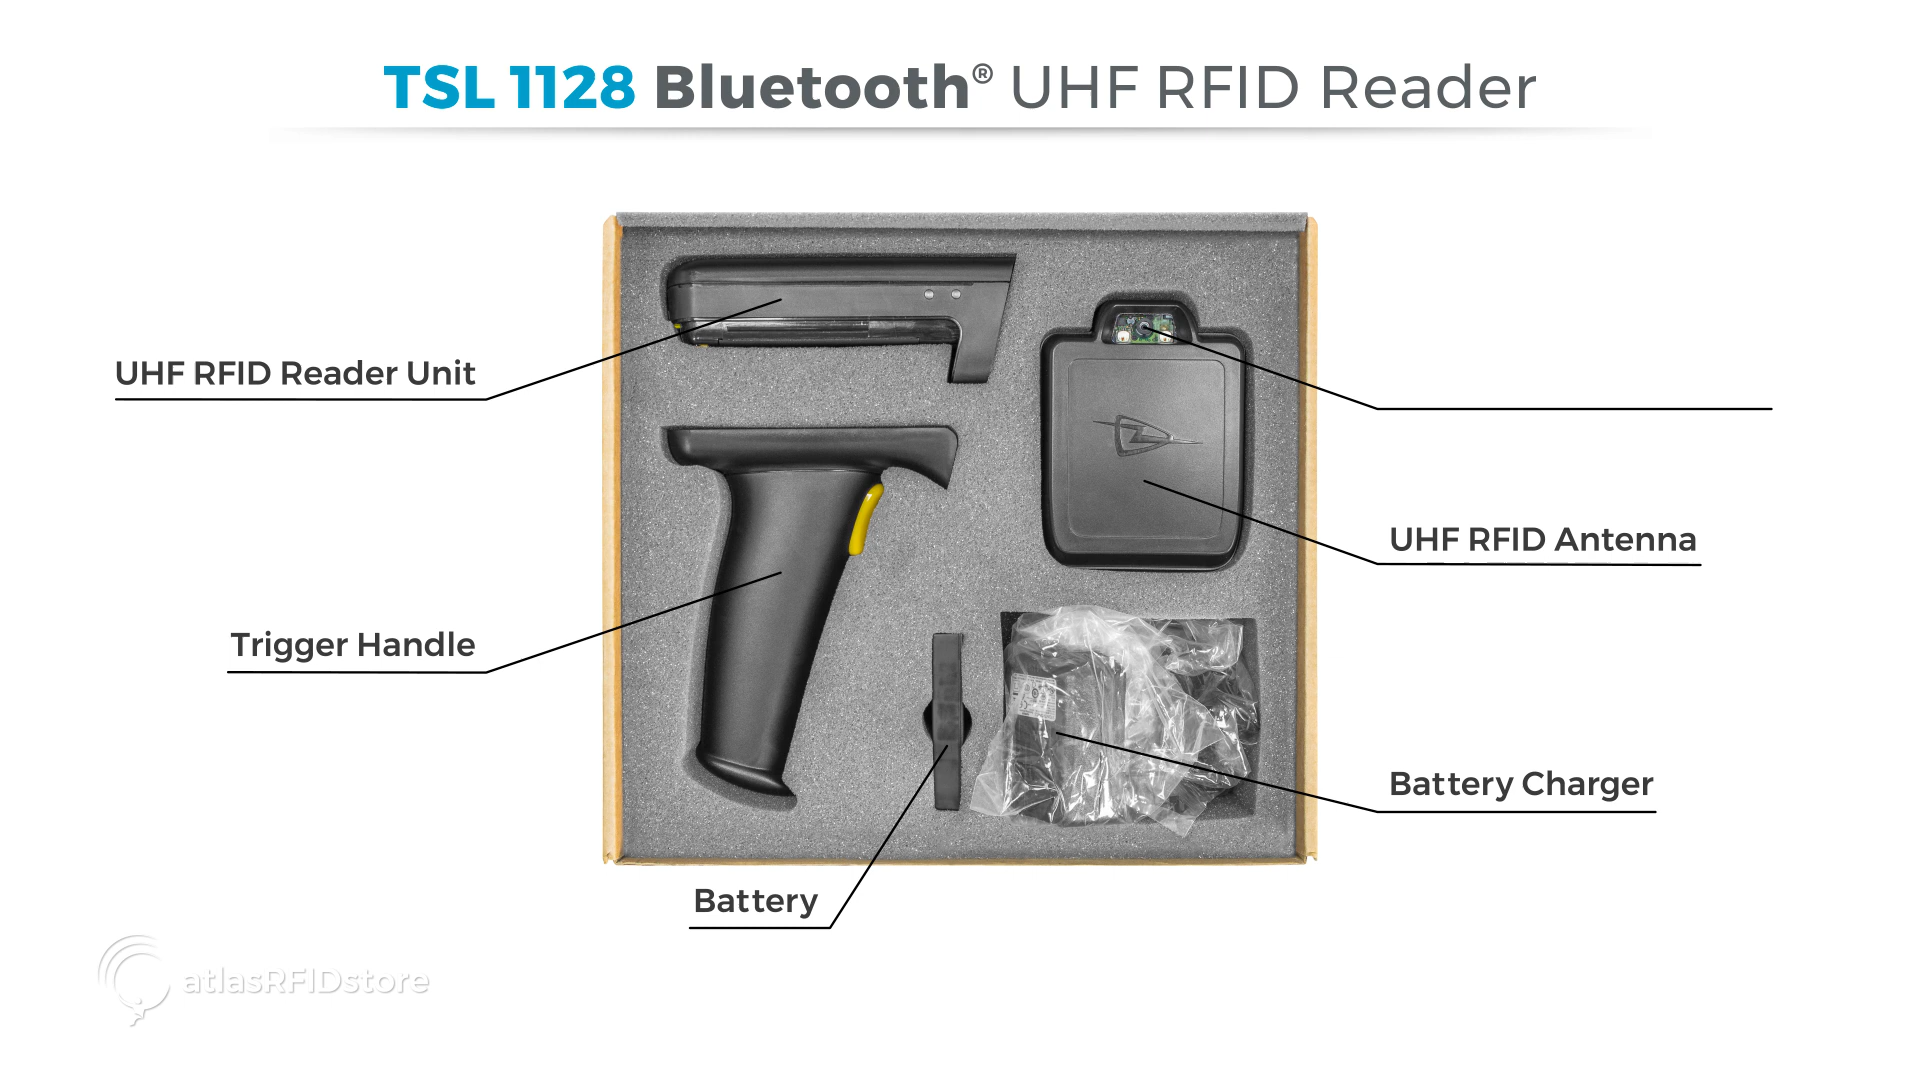 TSL 1128 Bluetooth® UHF RFID Reader
UHF RFID Reader Unit
UHF RFID Antenna
Trigger Handle
Battery Charger
Battery
atlasRFIDstore